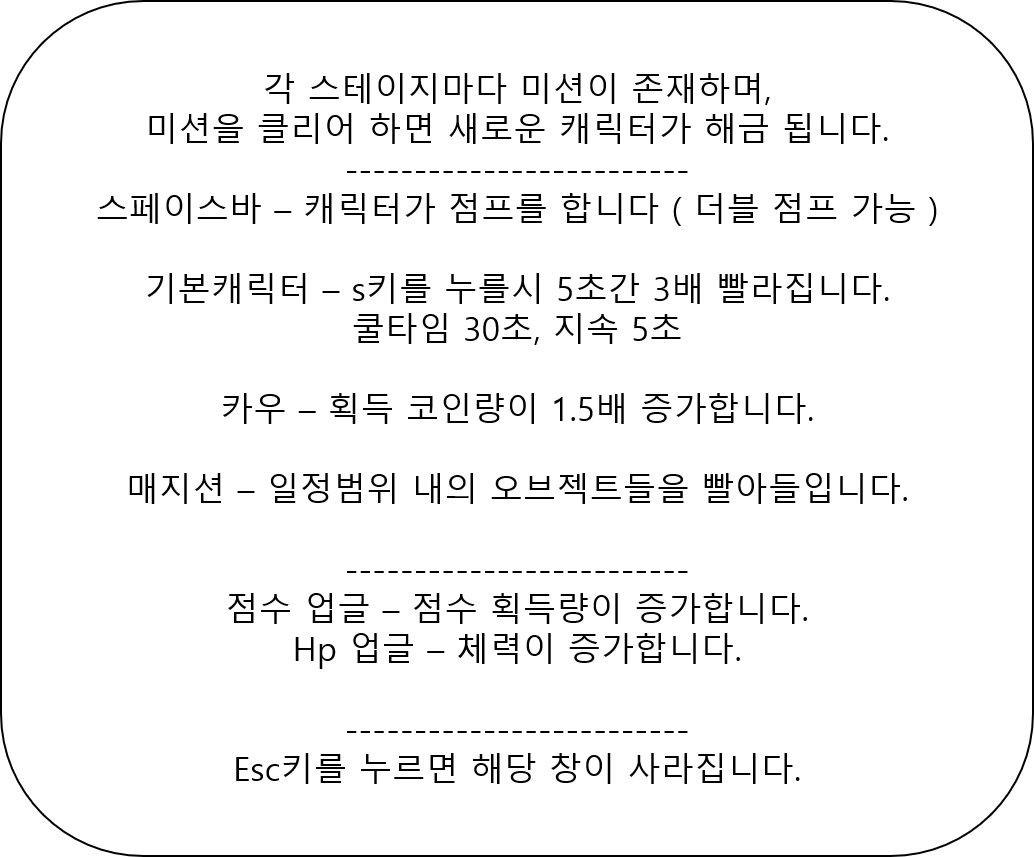 각 스테이지마다 미션이 존재하며,
미션을 클리어 하면 새로운 캐릭터가 해금 됩니다.
-------------------------
스페이스바 – 캐릭터가 점프를 합니다 ( 더블 점프 가능 )
기본캐릭터 – s키를 누를시 5초간 3배 빨라집니다.
쿨타임 30초, 지속 5초
카우 – 획득 코인량이 1.5배 증가합니다.
매지션 – 일정범위 내의 오브젝트들을 빨아들입니다.
-------------------------
점수 업글 – 점수 획득량이 증가합니다.
Hp 업글 – 체력이 증가합니다.
-------------------------
Esc키를 누르면 해당 창이 사라집니다.